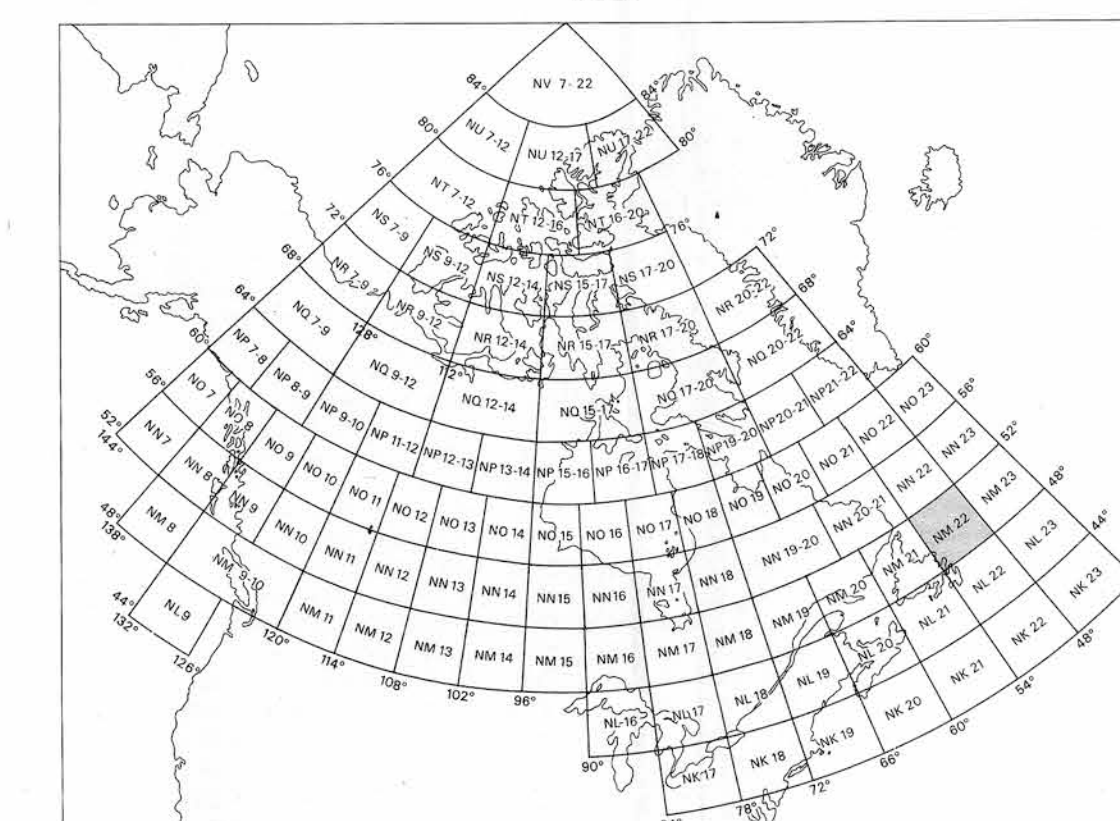 NV 7-22
84°
84°
NU 7-12
NU 12-17
NU 17-22
80°
80°
NT 7-12
NT 12-16
NT 16-20
76°
76°
NS 7-9
NS 9-12
NS 12-14
NS 15-17
NS 17-20
72°
72°
NR 7-9
NR 9-12
NR 12-14
NR 15-17
NR 17-20
NR 20-22
68°
68°
128°
112°
NQ 7-9
NQ 9-12
NQ 12-14
NQ 15-17
NQ 17-20
NQ 20-22
64°
64°
NP 7-8
NP 8-9
NP 9-10
NP 11-12
NP 12-13
NP 13-14
NP 15-16
NP 16-17
NP 17-18
NP 19-20
NP 20-21
NP 21-22
60°
60°
NO 7
NO 8
NO 9
NO 10
NO 11
NO 12
NO 13
NO 14
NO 15
NO 16
NO 17
NO 18
NO 19
NO 20
NO 21
NO 22
NO 23
56°
56°
NN 7
NN 8
NN 9
NN 10
NN 11
NN 12
NN 13
NN 14
NN 15
NN 16
NN 17
NN 18
NN 19-20
NN 20-21
NN 22
NN 23
52°
52°
144°
NM 8
NM 9-10
NM 11
NM 12
NM 13
NM 14
NM 15
NM 16
NM 17
NM 18
NM 19
NM 20
NM 21
NM 22
NM 23
48°
48°
138°
NL 9
NL-16
NL 17
NL 18
NL 19
NL 20
NL 21
NL 22
NL 23
44°
44°
132°
126°
120°
114°
108°
102°
96°
90°
NK 17
NK 18
NK 19
NK 20
NK 21
NK 22
NK 23
78°
72°
66°
60°
54°
48°